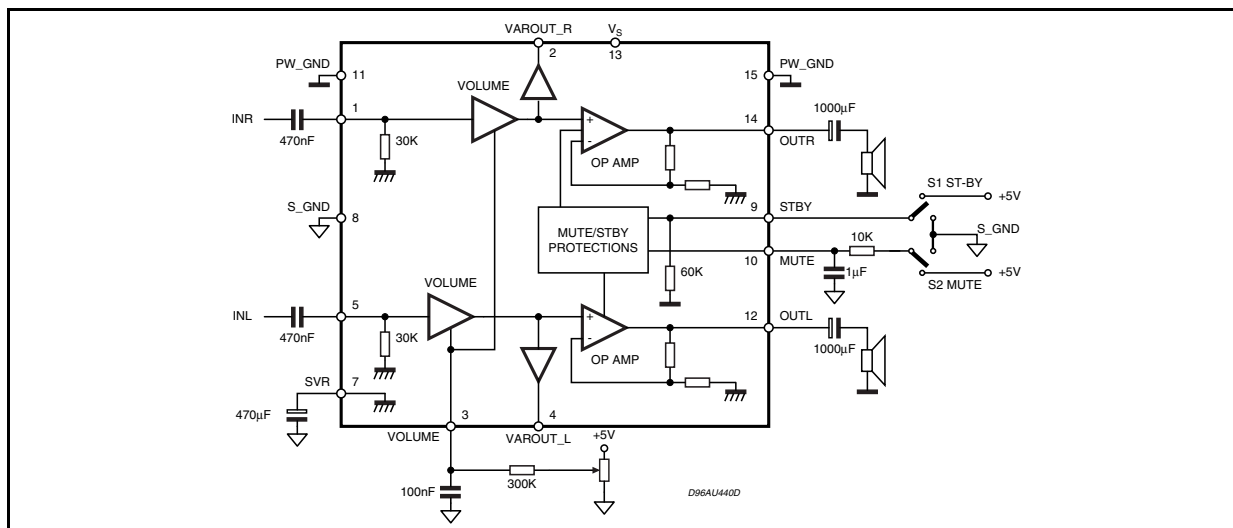 VAROUT_R
VS
2
13
PW_GND
11
15
PW_GND
VOLUME
1000µF
INR
1
14
470nF
30K
OUTR
OP AMP
S1 ST-BY
+5V
S_GND
8
9
STBY
MUTE/STBY
PROTECTIONS
S_GND
10K
10
MUTE
60K
1µF
+5V
S2 MUTE
VOLUME
INL
5
12
OUTL
470nF
30K
OP AMP
1000µF
SVR
7
470µF
3
4
VOLUME
VAROUT_L
+5V
300K
100nF
D96AU440D